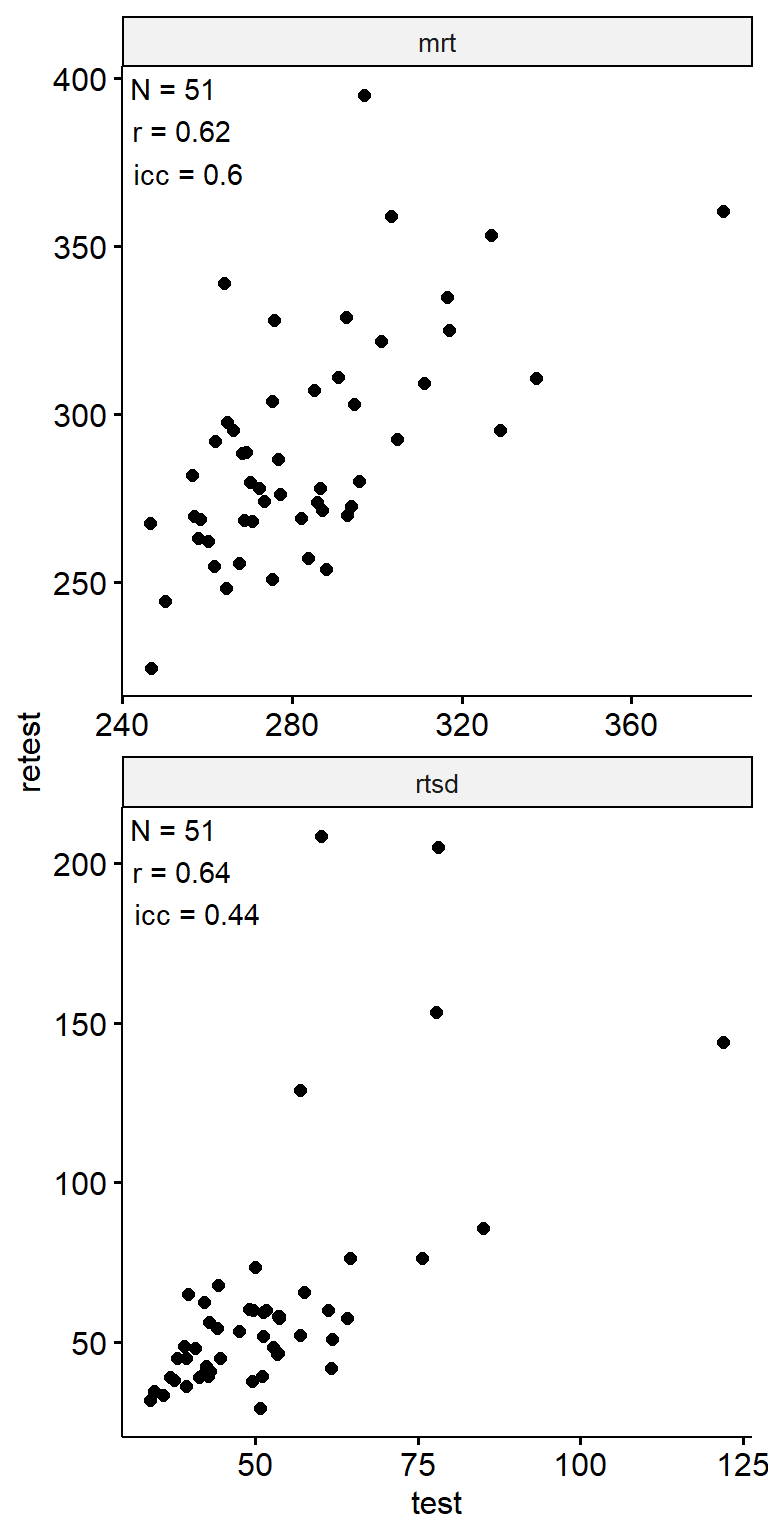 mrt
N = 51
r = 0.62
icc = 0.6
400
350
300
250
240 280 320 360
retest
rtsd
N = 51
r = 0.64
icc = 0.44
200
150
100
50
50 75 100 125
test